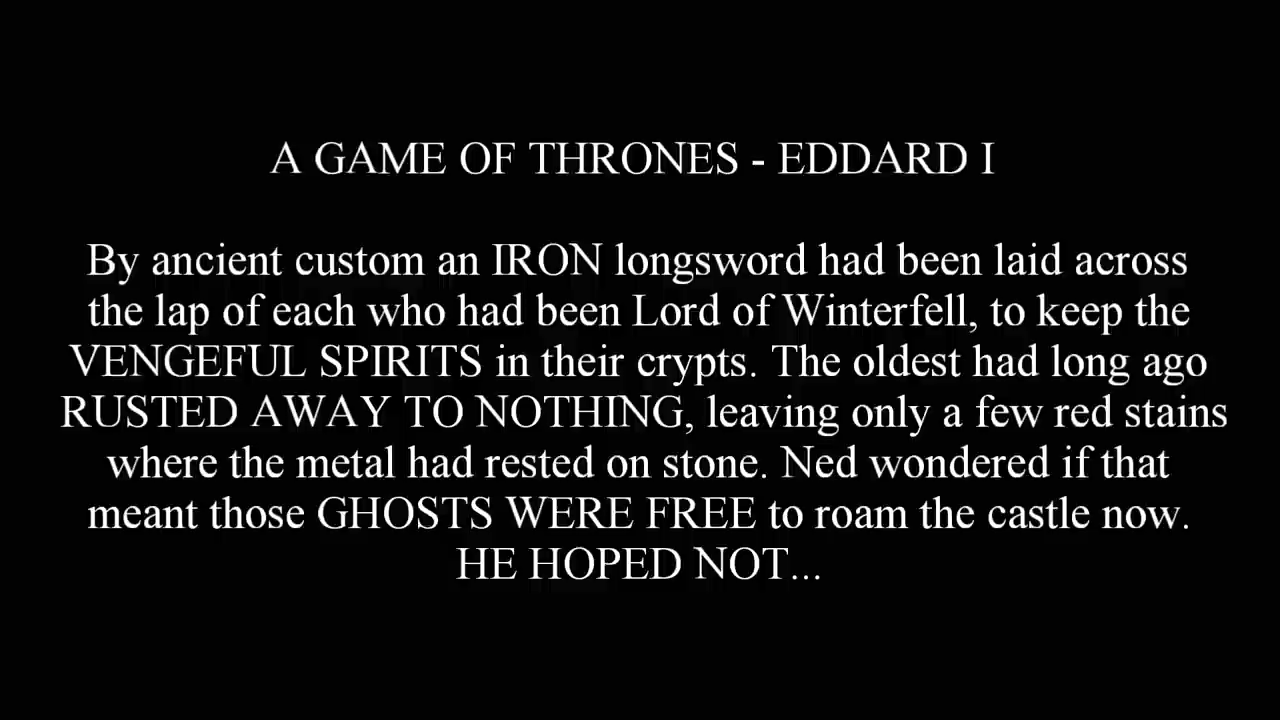 A GAME OF THRONES - EDDARD I
By ancient custom an IRON longsword had been laid across
the lap of each who had been Lord of Winterfell, to keep the
VENGEFUL SPIRITS in their crypts. The oldest had long ago
RUSTED AWAY TO NOTHING, leaving only a few red stains
where the metal had rested on stone. Ned wondered if that
meant those GHOSTS WERE FREE to roam the castle now.
HE HOPED NOT...